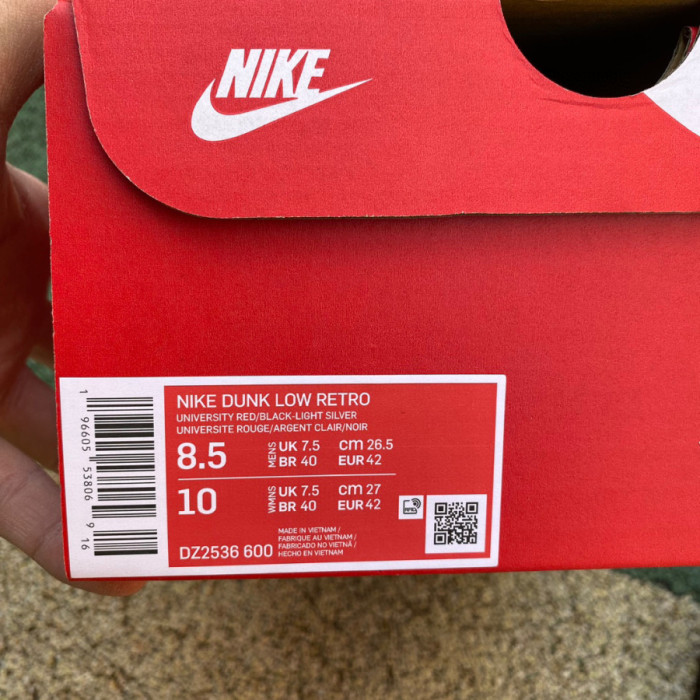 NIKE
NIKE DUNK LOW RETRO
UNIVERSITY RED/BLACK-LIGHT SILVER
UNIVERSITE ROUGE/ARGENT CLAIR/NOIR
8.5 MENS UK 7.5 cm 26.5
BR 40 EUR 42
10 WMNS UK 7.5 cm 27
BR 40 EUR 42
DZ2536 600
MADE IN VIETNAM /
FABRIQUE AU VIETNAM /
FABRICADO NO VIETNÃ /
HECHO EN VIETNAM
1 96605 53806 9 16